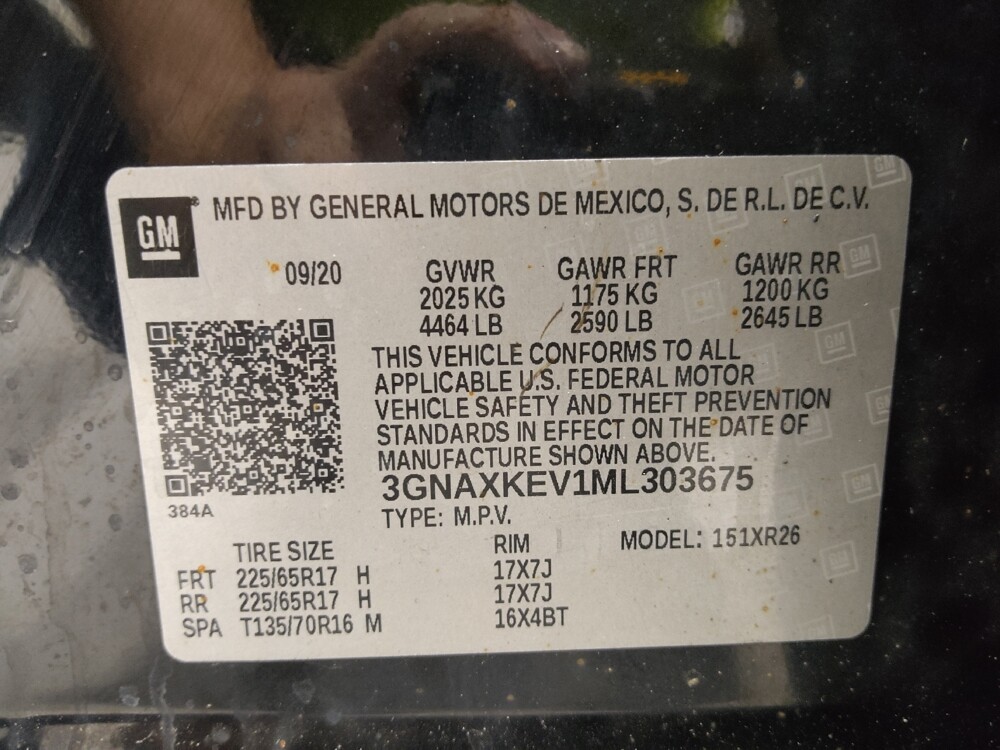 GM
MFD BY GENERAL MOTORS DE MEXICO, S. DE R.L. DE C.V.
09/20 GVWR GAWR FRT GAWR RR
2025 KG 1175 KG 1200 KG
4464 LB 2590 LB 2645 LB
THIS VEHICLE CONFORMS TO ALL
APPLICABLE U.S. FEDERAL MOTOR
VEHICLE SAFETY AND THEFT PREVENTION
STANDARDS IN EFFECT ON THE DATE OF
MANUFACTURE SHOWN ABOVE.
3GNAXKEV1ML303675
384A
TYPE: M.P.V.
TIRE SIZE RIM MODEL: 151XR26
FRT 225/65R17 H 17X7J
RR 225/65R17 H 17X7J
SPA T135/70R16 M 16X4BT